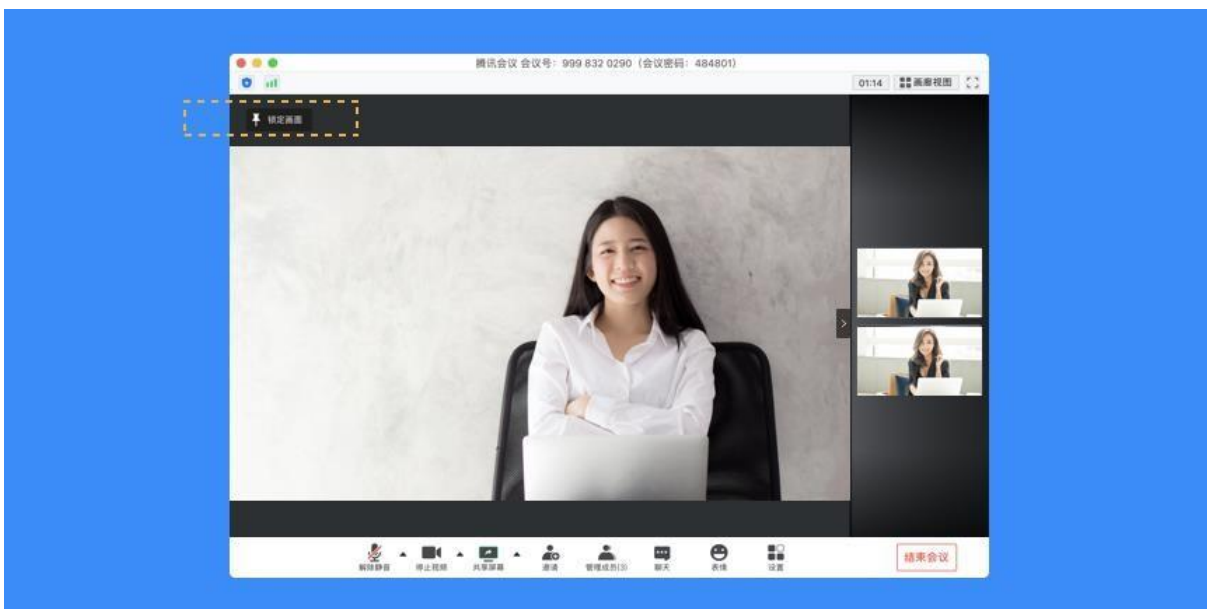 腾讯会议 会议号：999 832 0290（会议密码：484801）
01:14 画廊视图
锁定画面
解除静音 停止视频 共享屏幕 邀请 管理成员(3) 聊天 表情 设置 结束会议